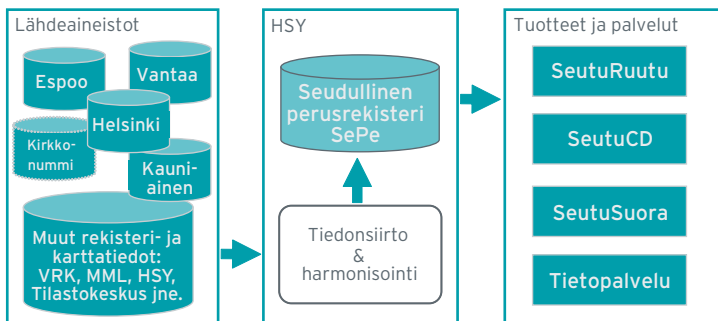 Lähdeaineistot
Espoo
Vantaa
Helsinki
Kirkko-
nummi
Kauni-
ainen
Muut rekisteri- ja
karttatiedot:
VRK, MML, HSY,
Tilastokeskus jne.
HSY
Seudullinen
perusrekisteri
SePe
Tiedonsiirto
&
harmonisointi
Tuotteet ja palvelut
SeutuRuutu
SeutuCD
SeutuSuora
Tietopalvelu